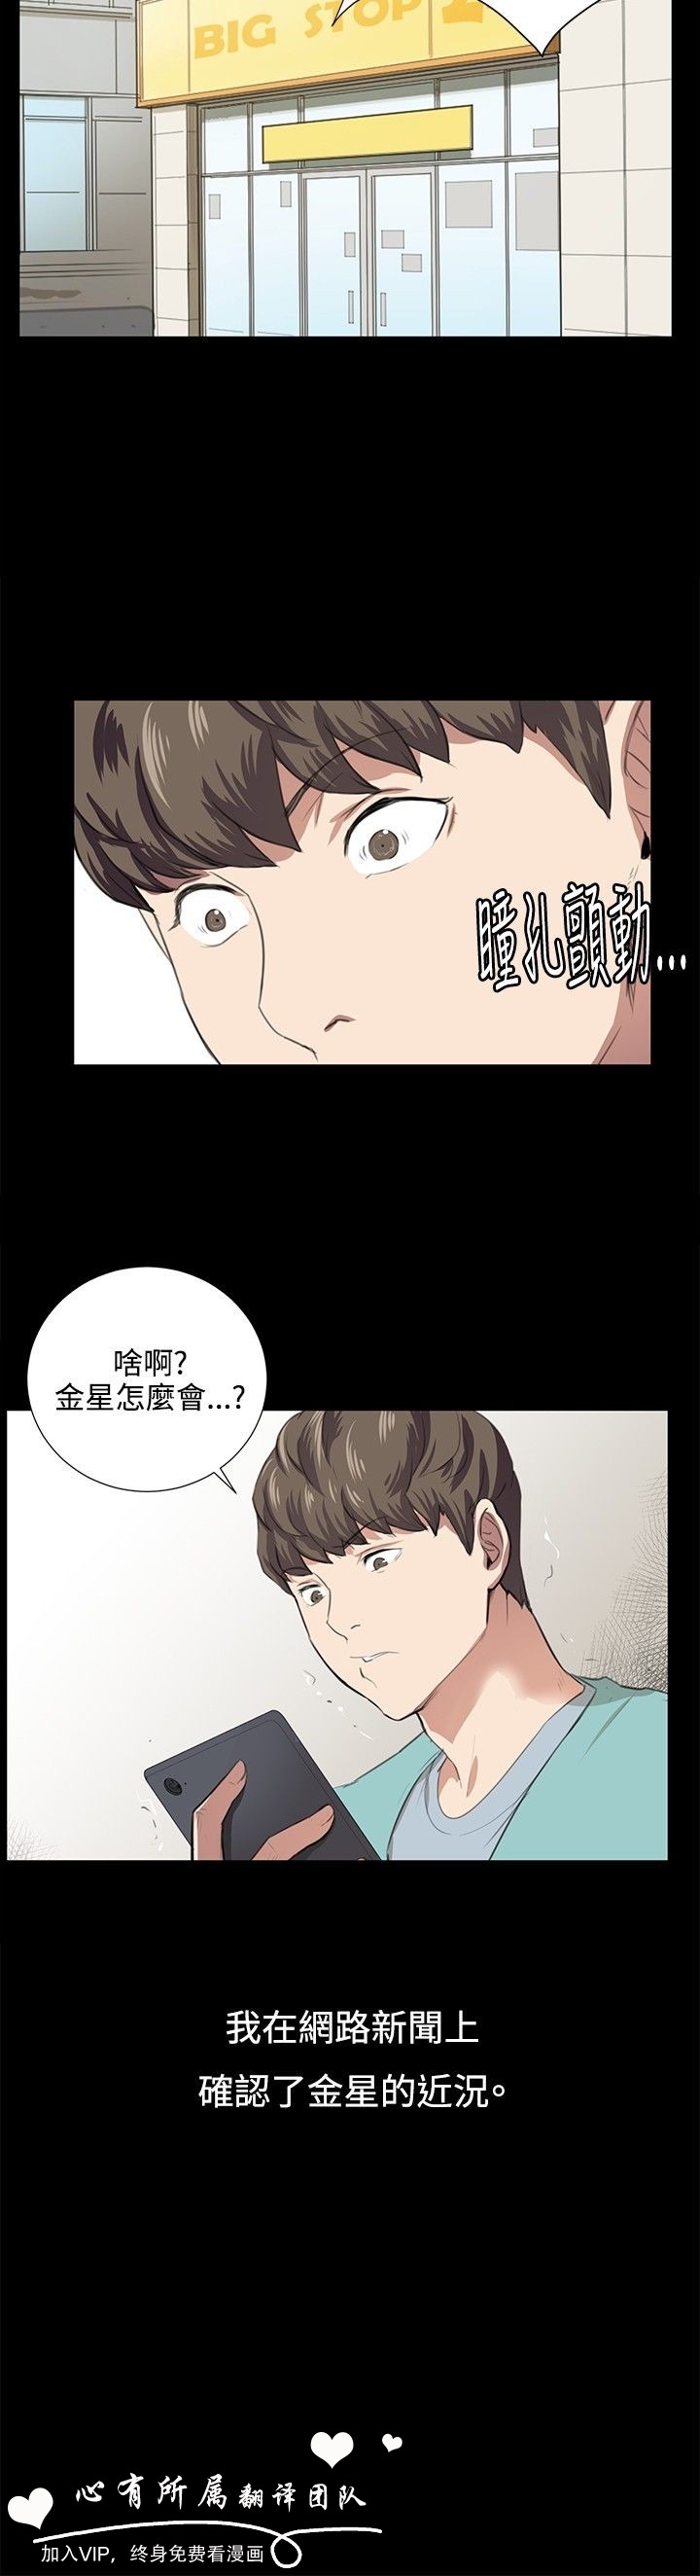 BIG STOP 2
瞳孔顫動...
啥啊?
金星怎麼會...?
我在網路新聞上
確認了金星的近況。
心有所属翻译团队
加入VIP，终身免费看漫画